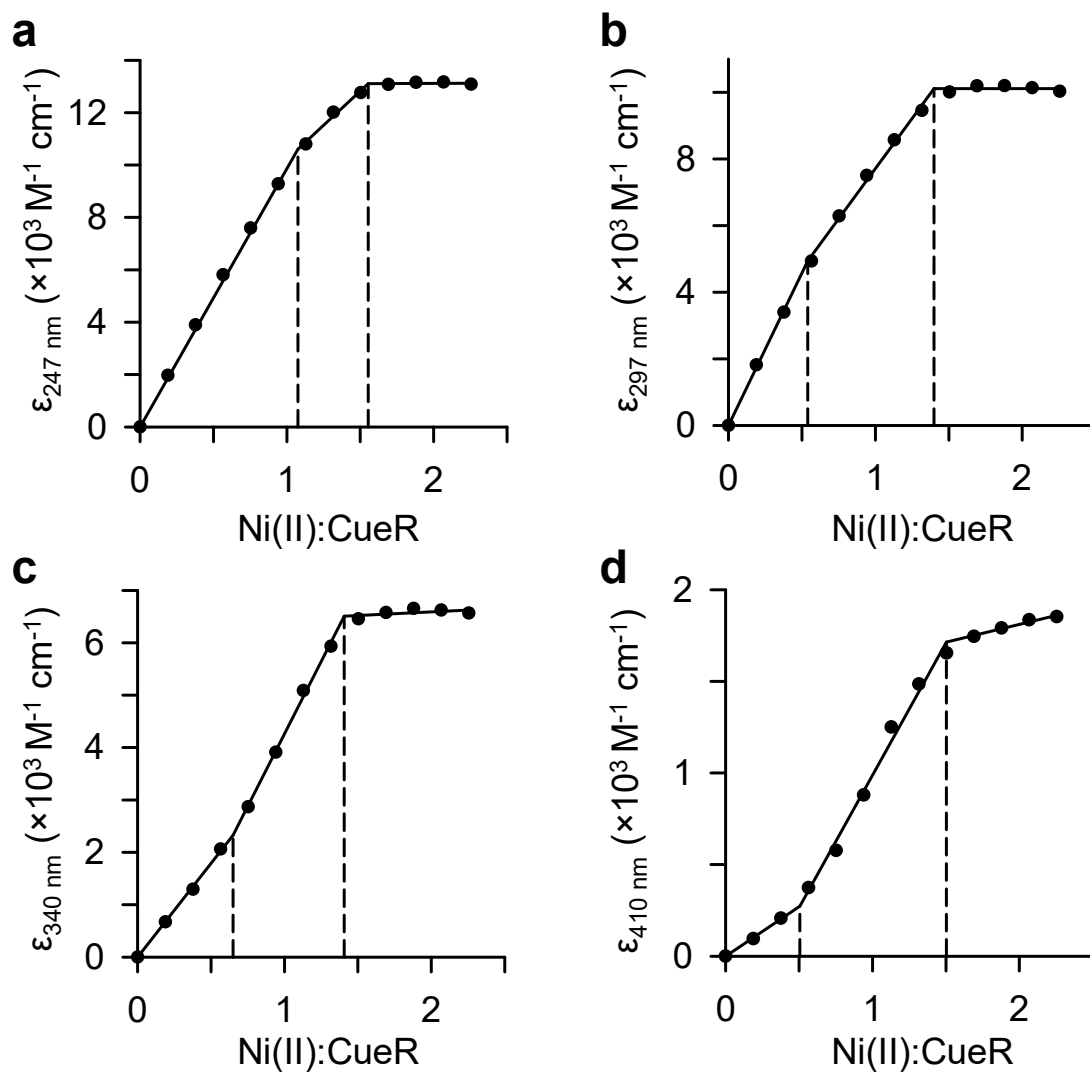 a
ε247 nm (×10³ M⁻¹ cm⁻¹)
12
8
4
0
0
1
2
Ni(II):CueR
b
ε297 nm (×10³ M⁻¹ cm⁻¹)
8
4
0
0
1
2
Ni(II):CueR
c
ε340 nm (×10³ M⁻¹ cm⁻¹)
6
4
2
0
0
1
2
Ni(II):CueR
d
ε410 nm (×10³ M⁻¹ cm⁻¹)
2
1
0
0
1
2
Ni(II):CueR